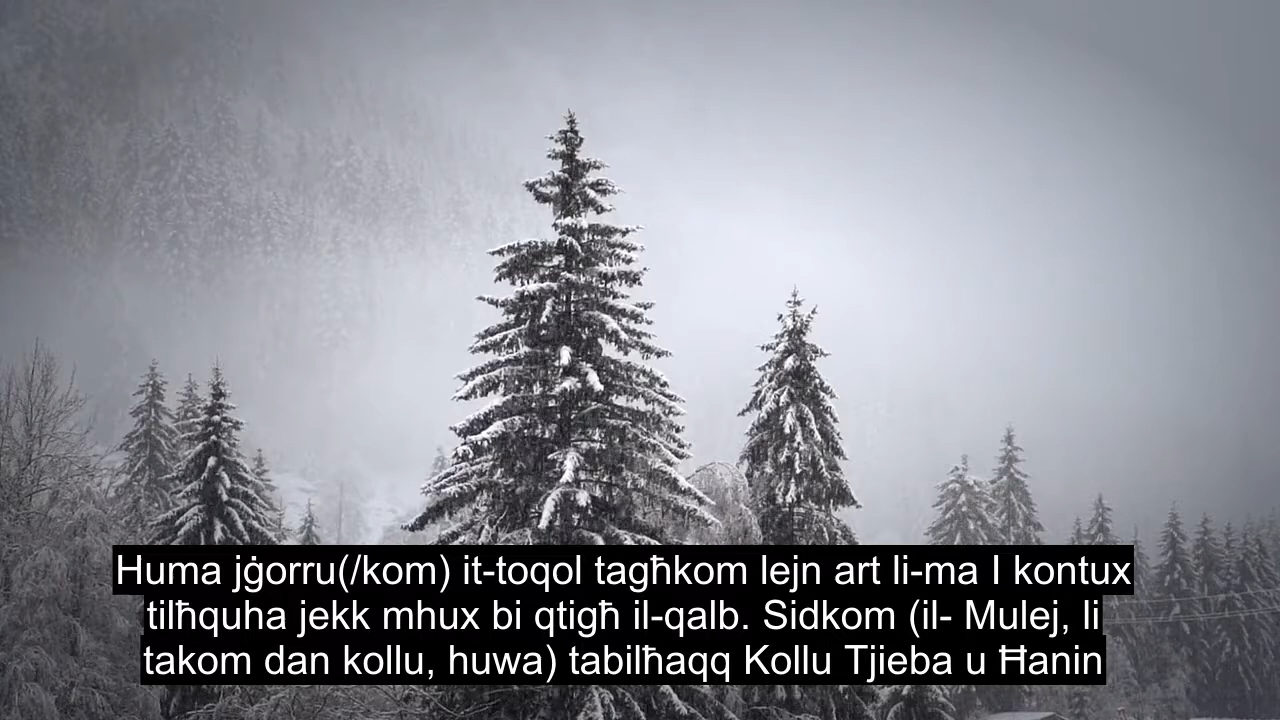 Huma jġorru(/kom) it-toqol tagħkom lejn art li-ma I kontux
tilħquha jekk mhux bi qtigħ il-qalb. Sidkom (il- Mulej, li
takom dan kollu, huwa) tabilħaqq Kollu Tjieba u Ħanin